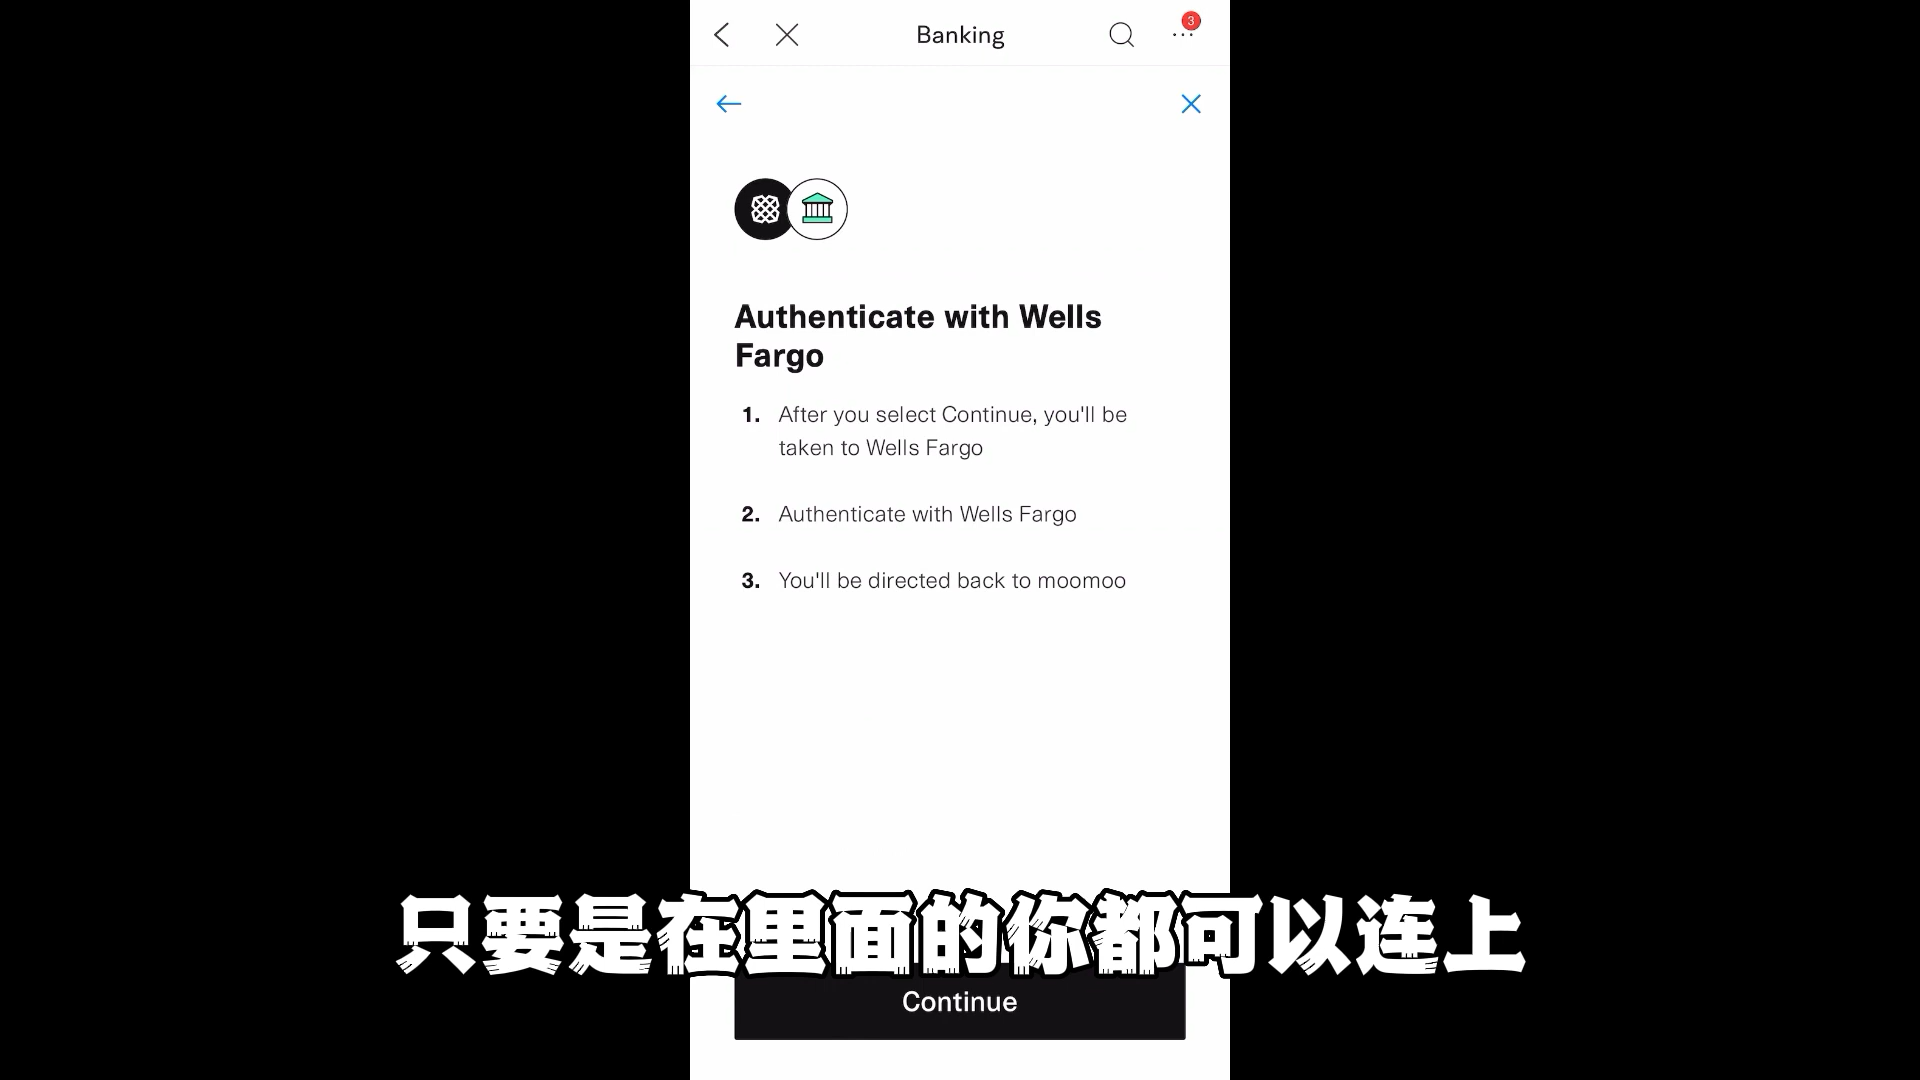 Banking
3
Authenticate with Wells
Fargo
1. After you select Continue, you'll be
taken to Wells Fargo
2. Authenticate with Wells Fargo
3. You'll be directed back to moomoo
只要是在里面的你都可以连上
Continue